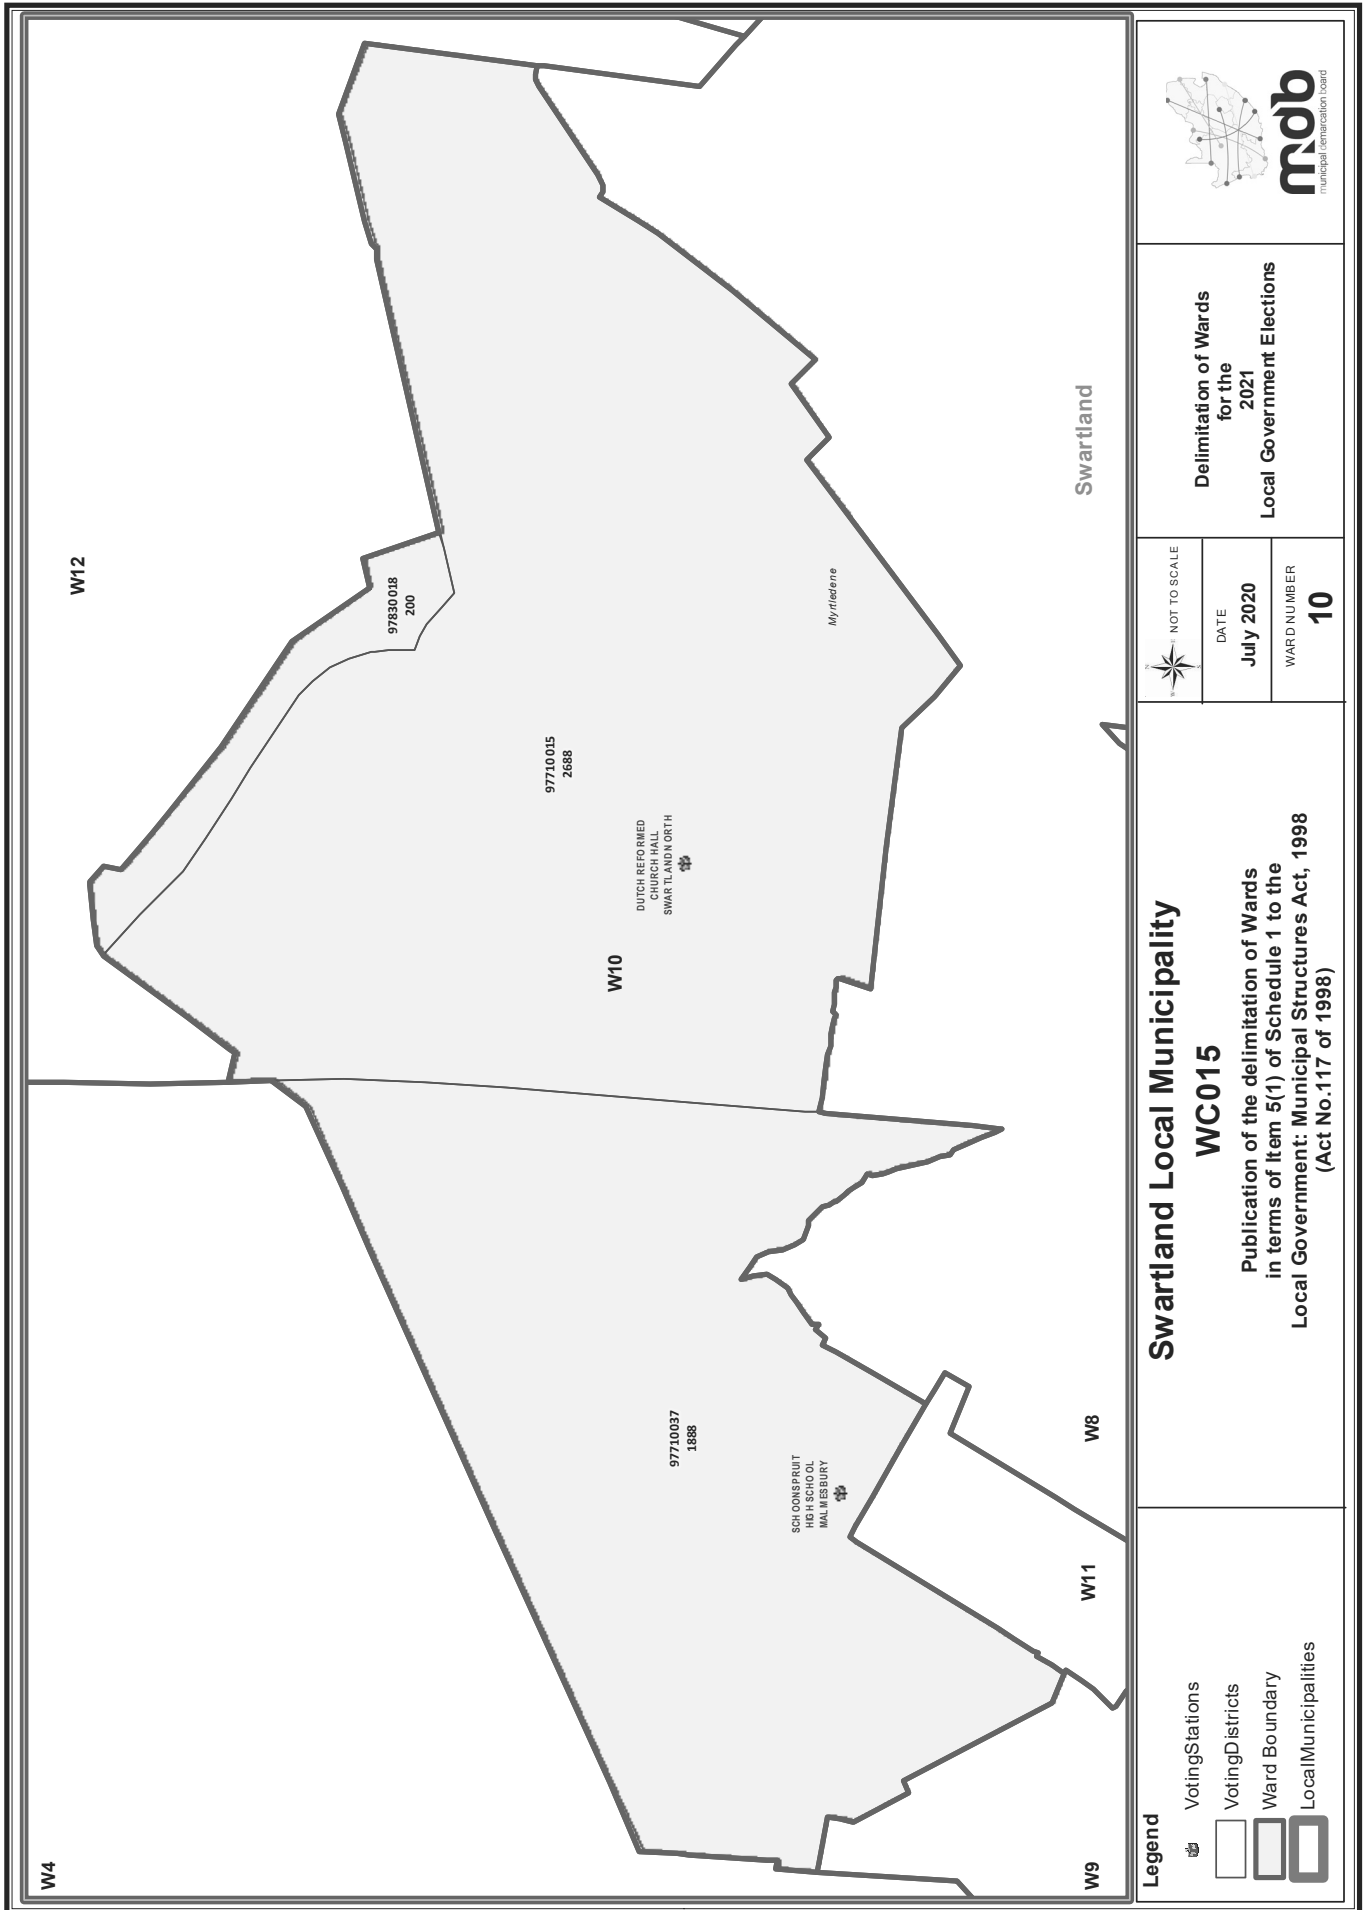 W4
W12
97830018
200
97710015
2688
DUTCH REFORMED
CHURCH HALL
SWARTLAND NORTH
W10
Myrtledene
97710037
1888
SCHOONSPRUIT
HIGH SCHOOL
MALMESBURY
Swartland
W9
W11
W8
Legend
VotingStations
VotingDistricts
Ward Boundary
LocalMunicipalities
Swartland Local Municipality
WC015
Publication of the delimitation of Wards
in terms of Item 5(1) of Schedule 1 to the
Local Government: Municipal Structures Act, 1998
(Act No.117 of 1998)
N
W E
S
NOT TO SCALE
DATE
July 2020
WARD NUMBER
10
Delimitation of Wards
for the
2021
Local Government Elections
mdb
municipal demarcation board